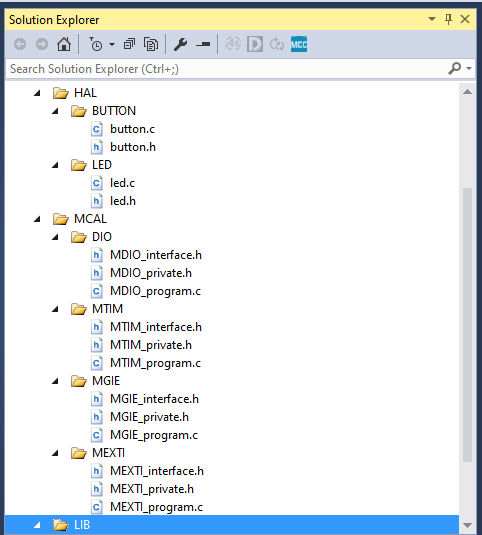 Solution Explorer
MCC
Search Solution Explorer (Ctrl+;)
HAL
BUTTON
c button.c
h button.h
LED
c led.c
h led.h
MCAL
DIO
h MDIO_interface.h
h MDIO_private.h
c MDIO_program.c
MTIM
h MTIM_interface.h
h MTIM_private.h
c MTIM_program.c
MGIE
h MGIE_interface.h
h MGIE_private.h
c MGIE_program.c
MEXTI
h MEXTI_interface.h
h MEXTI_private.h
c MEXTI_program.c
LIB